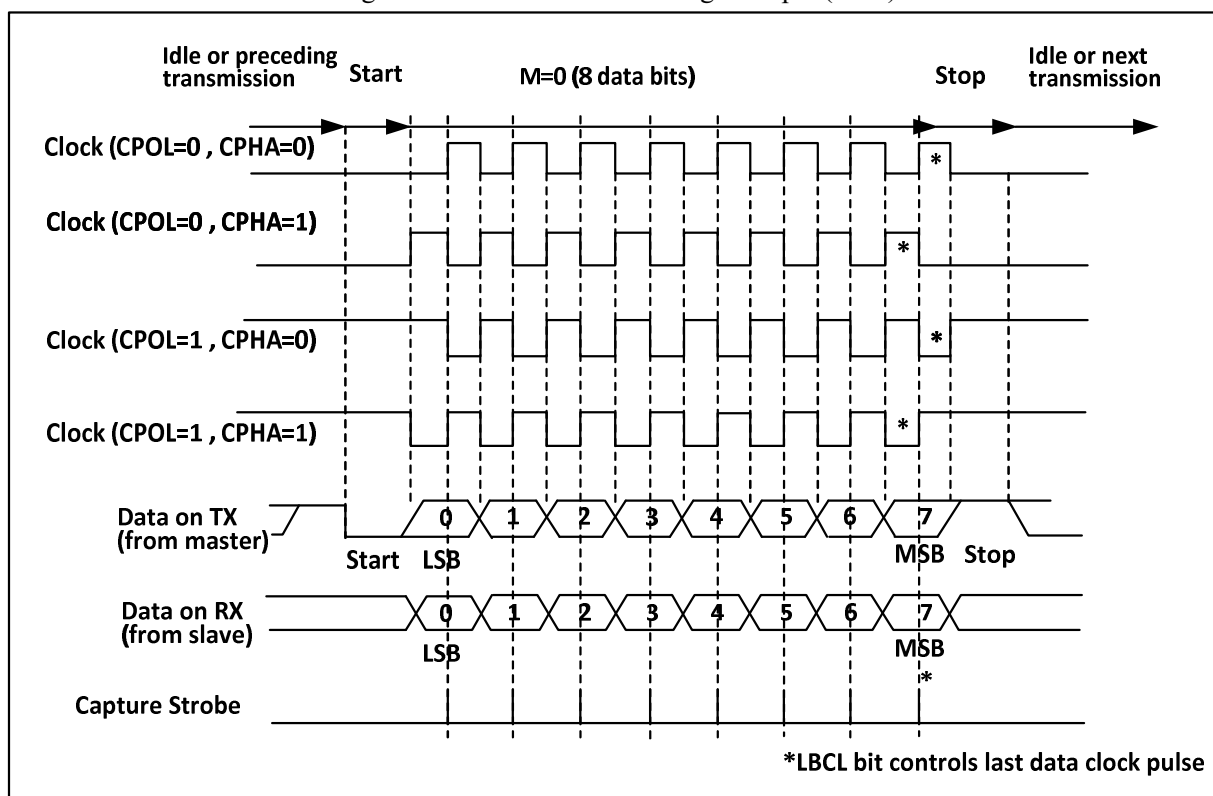 Idle or preceding
transmission
Start
M=0 (8 data bits)
Stop
Idle or next
transmission
Clock (CPOL=0 , CPHA=0)
*
Clock (CPOL=0 , CPHA=1)
*
Clock (CPOL=1 , CPHA=0)
*
Clock (CPOL=1 , CPHA=1)
*
Data on TX
(from master)
0 1 2 3 4 5 6 7
Start LSB MSB Stop
Data on RX
(from slave)
0 1 2 3 4 5 6 7
LSB MSB
*
Capture Strobe
*LBCL bit controls last data clock pulse